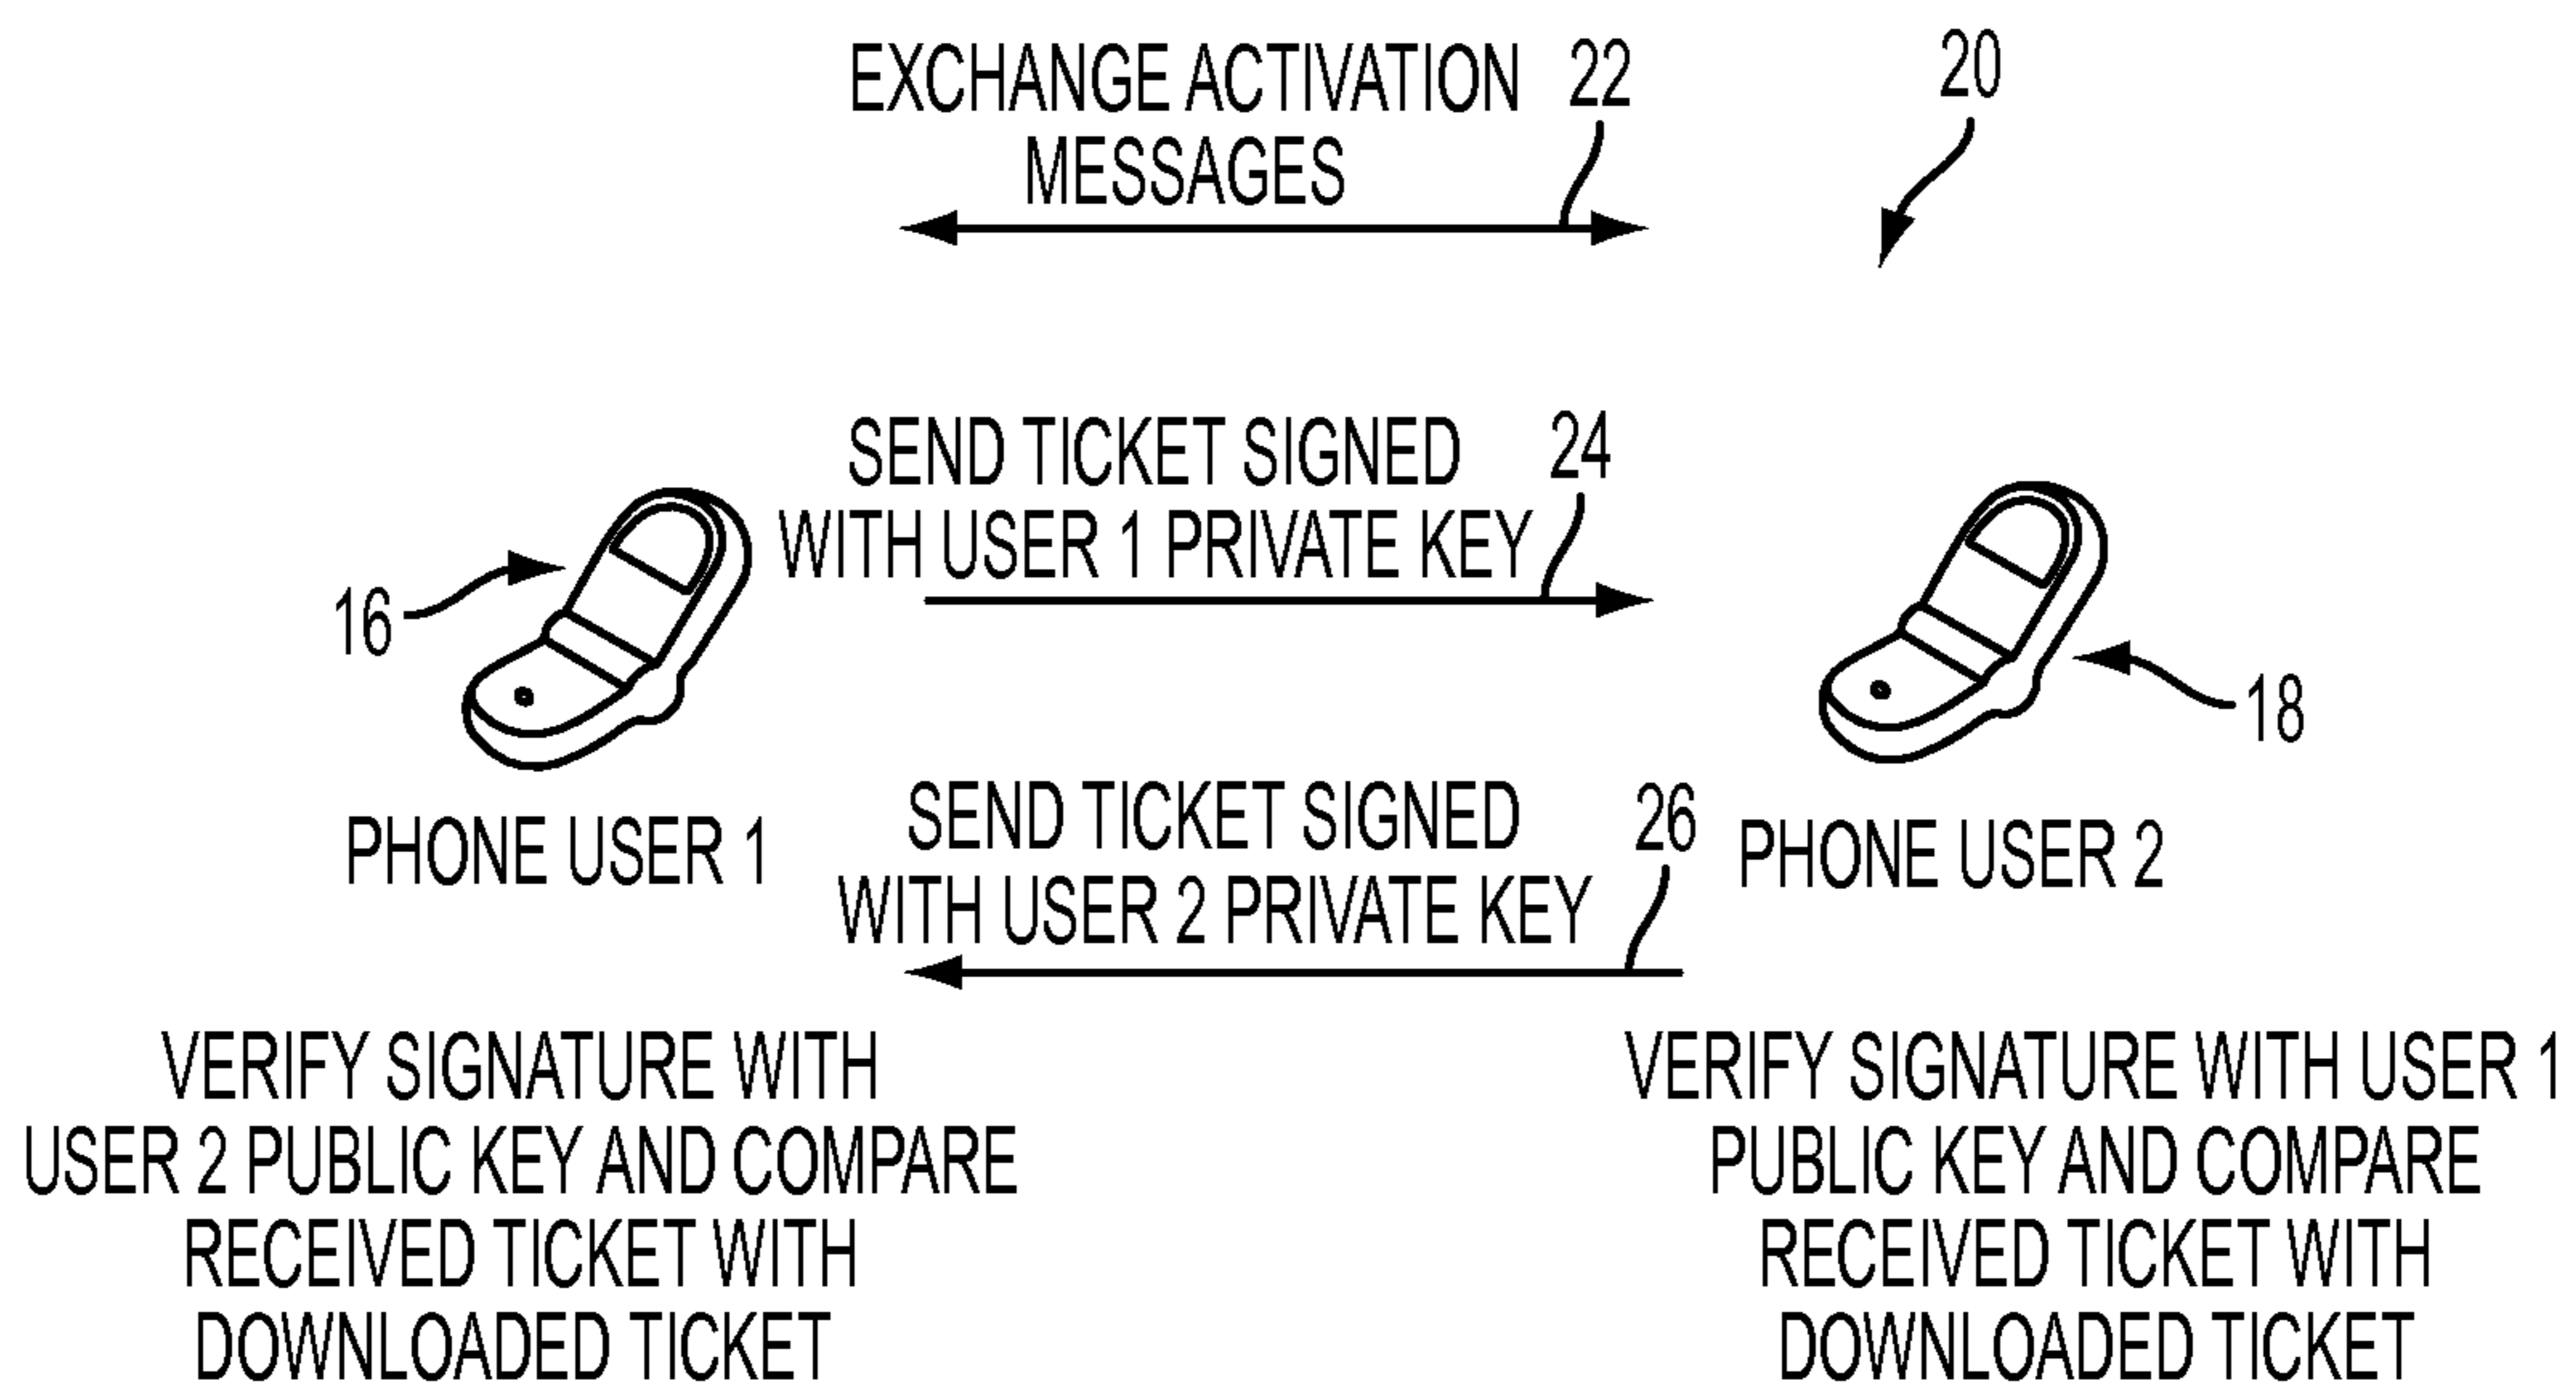 EXCHANGE ACTIVATION 22
MESSAGES
20
SEND TICKET SIGNED 24
WITH USER 1 PRIVATE KEY
16
18
PHONE USER 1
SEND TICKET SIGNED 26
WITH USER 2 PRIVATE KEY
PHONE USER 2
VERIFY SIGNATURE WITH
USER 2 PUBLIC KEY AND COMPARE
RECEIVED TICKET WITH
DOWNLOADED TICKET
VERIFY SIGNATURE WITH USER 1
PUBLIC KEY AND COMPARE
RECEIVED TICKET WITH
DOWNLOADED TICKET